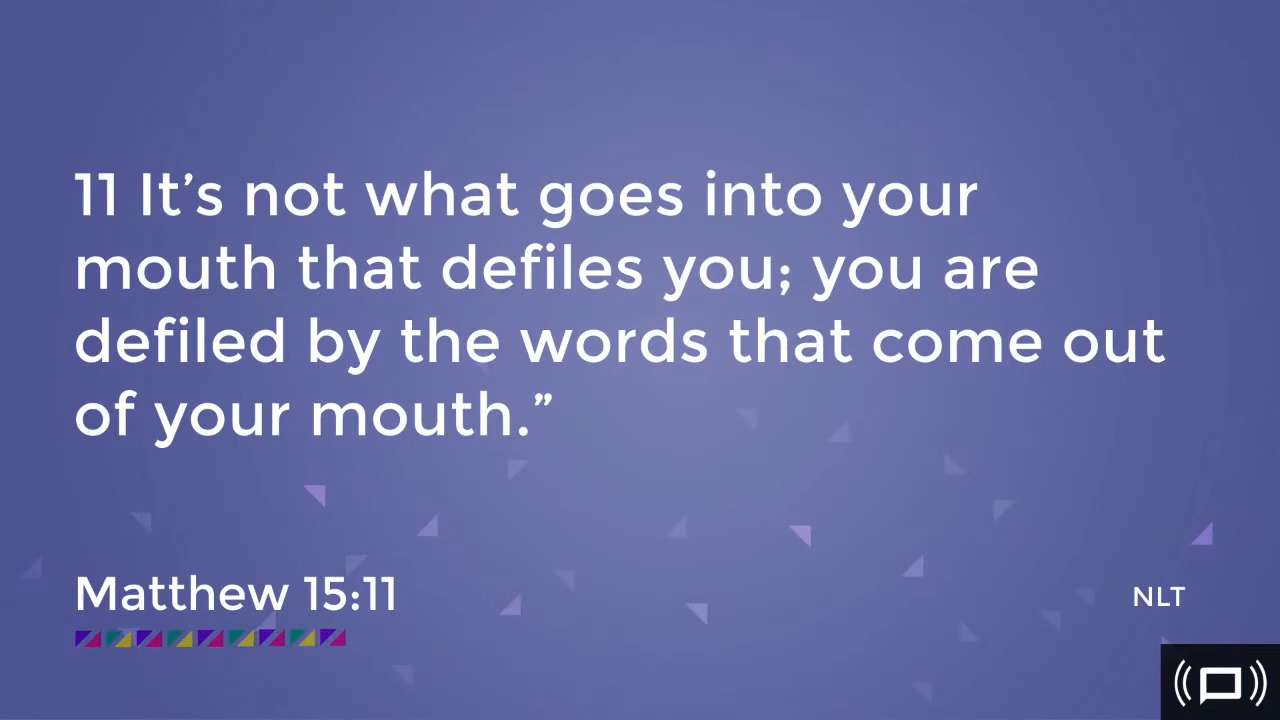 11 It’s not what goes into your
mouth that defiles you; you are
defiled by the words that come out
of your mouth.”
Matthew 15:11
NLT